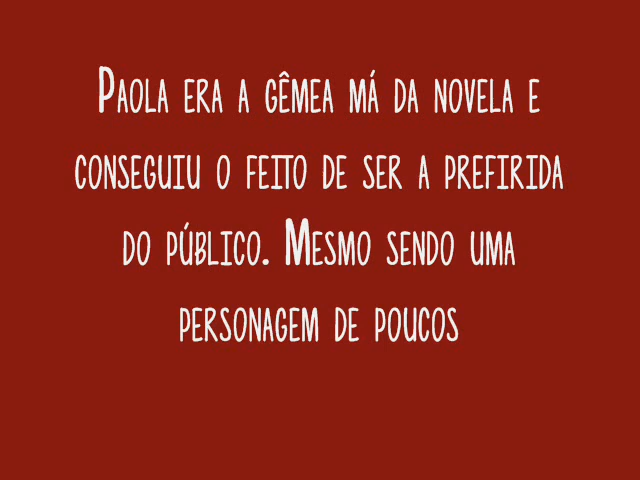 Paola era a gêmea má da novela e
conseguiu o feito de ser a prefirida
do público. Mesmo sendo uma
personagem de poucos